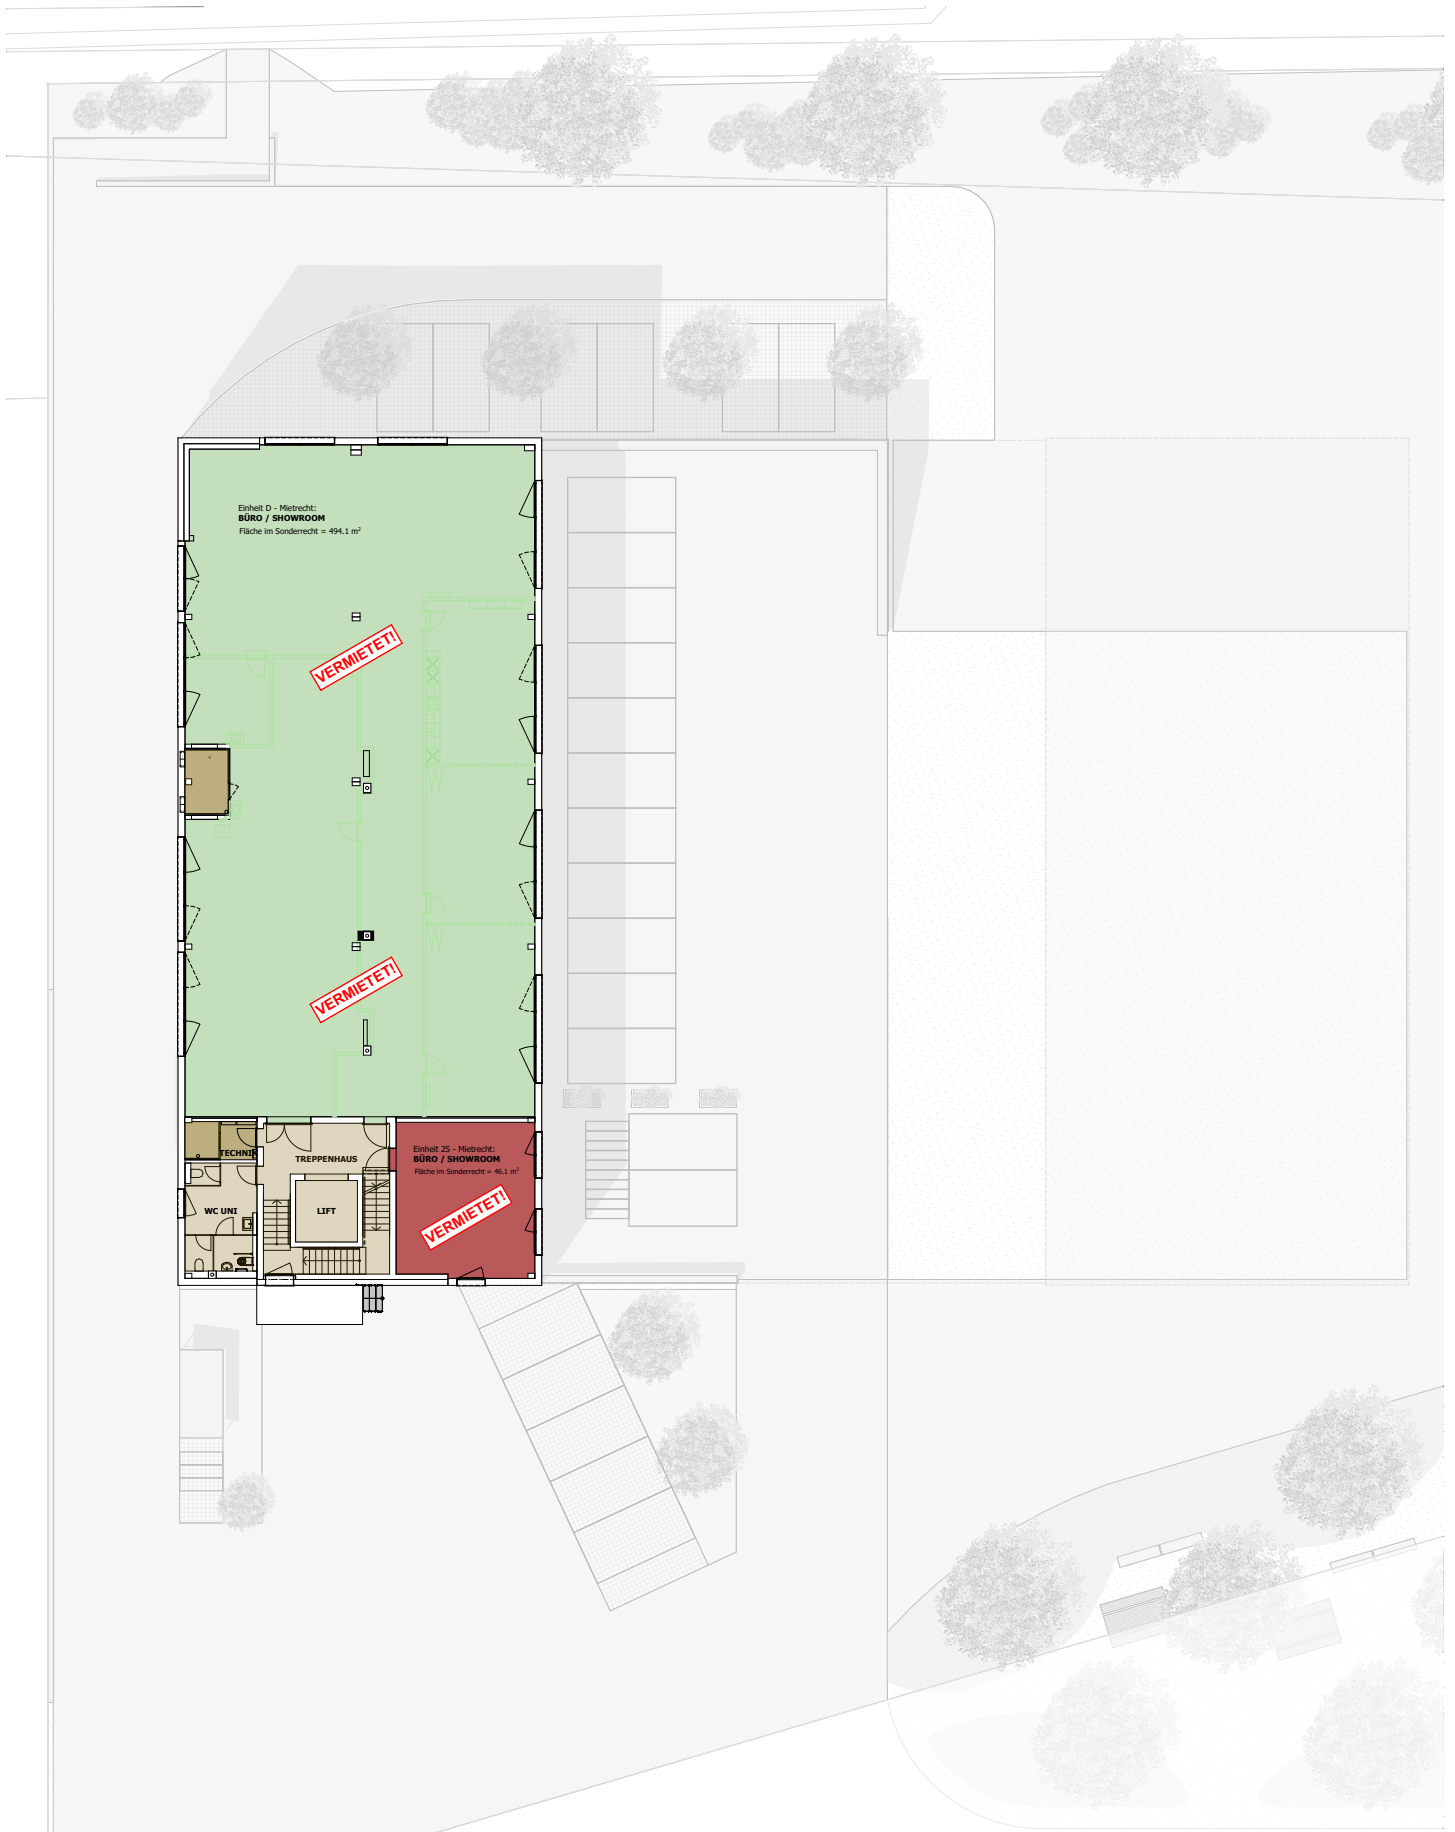 Einheit D - Mietrecht:
BÜRO / SHOWROOM
Fläche im Sonderrecht = 494.1 m²
VERMIETET!
VERMIETET!
TECHNIK
TREPPENHAUS
Einheit 2S - Mietrecht:
BÜRO / SHOWROOM
Fläche im Sonderrecht = 46.1 m²
WC UNI
LIFT
VERMIETET!